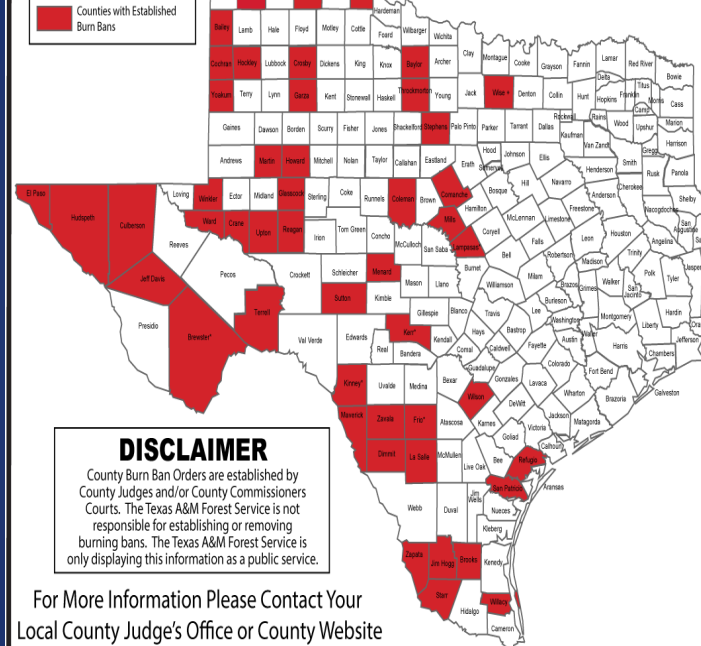 Counties with Established
Burn Bans
Hardeman
Bailey Lamb Hale Floyd Motley Cottle Foard Wilbarger Wichita
Clay Montague Cooke Grayson Fannin Lamar Red River Bowie
Cochran Hockley Lubbock Crosby Dickens King Knox Baylor Archer
Delta Titus Franklin Morris Cass
Yoakum Terry Lynn Garza Kent Stonewall Haskell Throckmorton Young Jack Wise * Denton Collin Hunt Hopkins Camp
Rockwall Rains Wood Upshur Marion
Gaines Dawson Borden Scurry Fisher Jones Shackelford Stephens Palo Pinto Parker Tarrant Dallas Kaufman Van Zandt Gregg Harrison
Andrews Martin Howard Mitchell Nolan Taylor Callahan Eastland Erath Hood Somervell Johnson Ellis Henderson Smith Rusk Panola
El Paso Hudspeth Culberson Loving Winkler Ector Midland Glasscock Sterling Coke Runnels Coleman Brown Comanche Bosque Hill Navarro Anderson Cherokee Shelby
Hamilton Freestone Nacogdoches San Augustine
Ward Crane Upton Reagan Irion Tom Green Concho Mills McLennan Limestone
Reeves McCulloch San Saba Lampasas* Coryell Falls Leon Houston Angelina
Jeff Davis Pecos Crockett Schleicher Menard Mason Llano Burnet Bell Robertson Madison Trinity Polk Tyler Jasper
Williamson Milam Brazos Grimes Walker San Jacinto
Presidio Brewster* Terrell Sutton Kimble Gillespie Blanco Travis Lee Burleson Washington Montgomery Liberty Hardin
Val Verde Edwards Real Kerr* Kendall Hays Bastrop Fayette Austin Waller Harris Jefferson
Bandera Comal Caldwell Colorado Chambers
Guadalupe Fort Bend
Kinney* Uvalde Medina Bexar Wilson Gonzales Lavaca Wharton Brazoria Galveston
Maverick Zavala Frio* Atascosa Karnes DeWitt Jackson Matagorda
Goliad Victoria Calhoun
Dimmit La Salle McMullen Live Oak Bee Refugio
San Patricio Aransas
Webb Duval Jim Wells Nueces
Kleberg
Zapata Jim Hogg Brooks Kenedy
Starr Hidalgo Willacy
Cameron
DISCLAIMER
County Burn Ban Orders are established by
County Judges and/or County Commissioners
Courts. The Texas A&M Forest Service is not
responsible for establishing or removing
burning bans. The Texas A&M Forest Service is
only displaying this information as a public service.
For More Information Please Contact Your
Local County Judge's Office or County Website